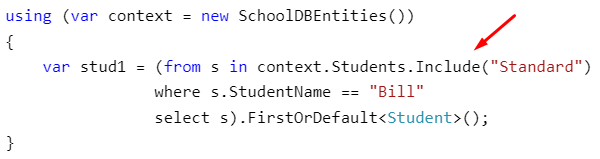 using (var context = new SchoolDBEntities())
{
    var stud1 = (from s in context.Students.Include("Standard")
                where s.StudentName == "Bill"
                select s).FirstOrDefault<Student>();
}